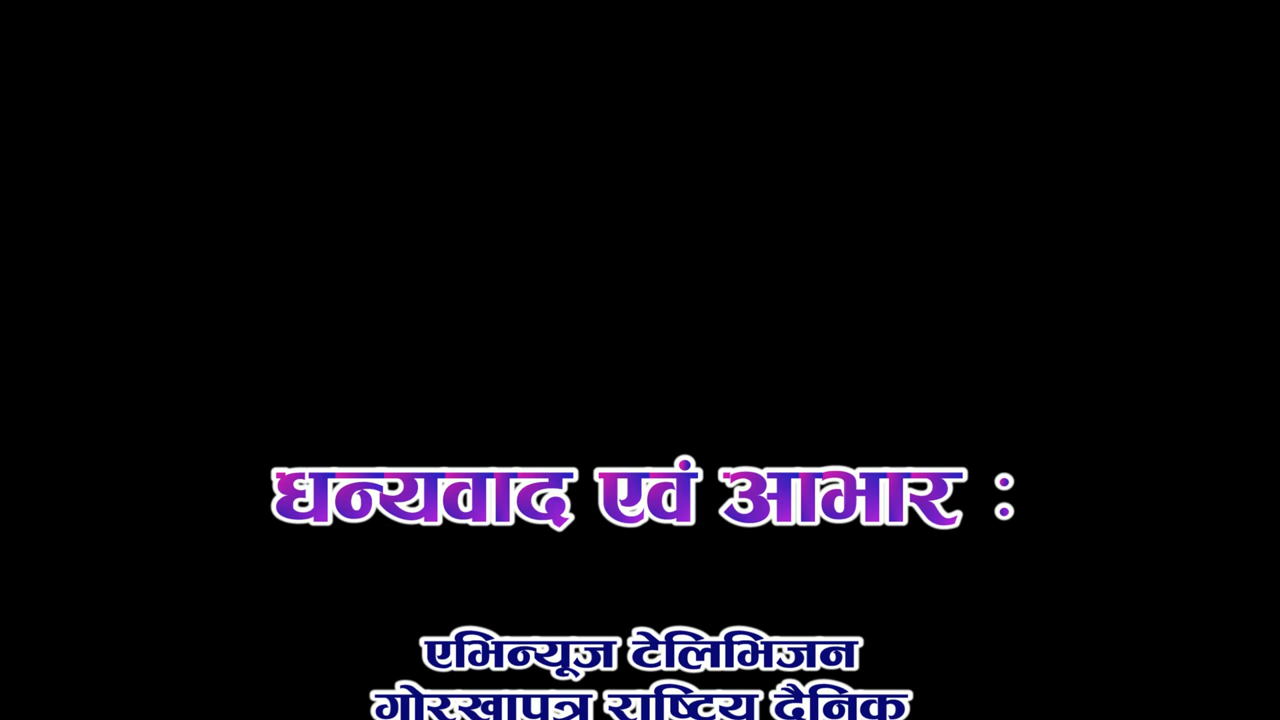 धन्यवाद एवं आभार :
एभिन्यूज टेलिभिजन
गोरखापत्र राष्ट्रिय दैनिक